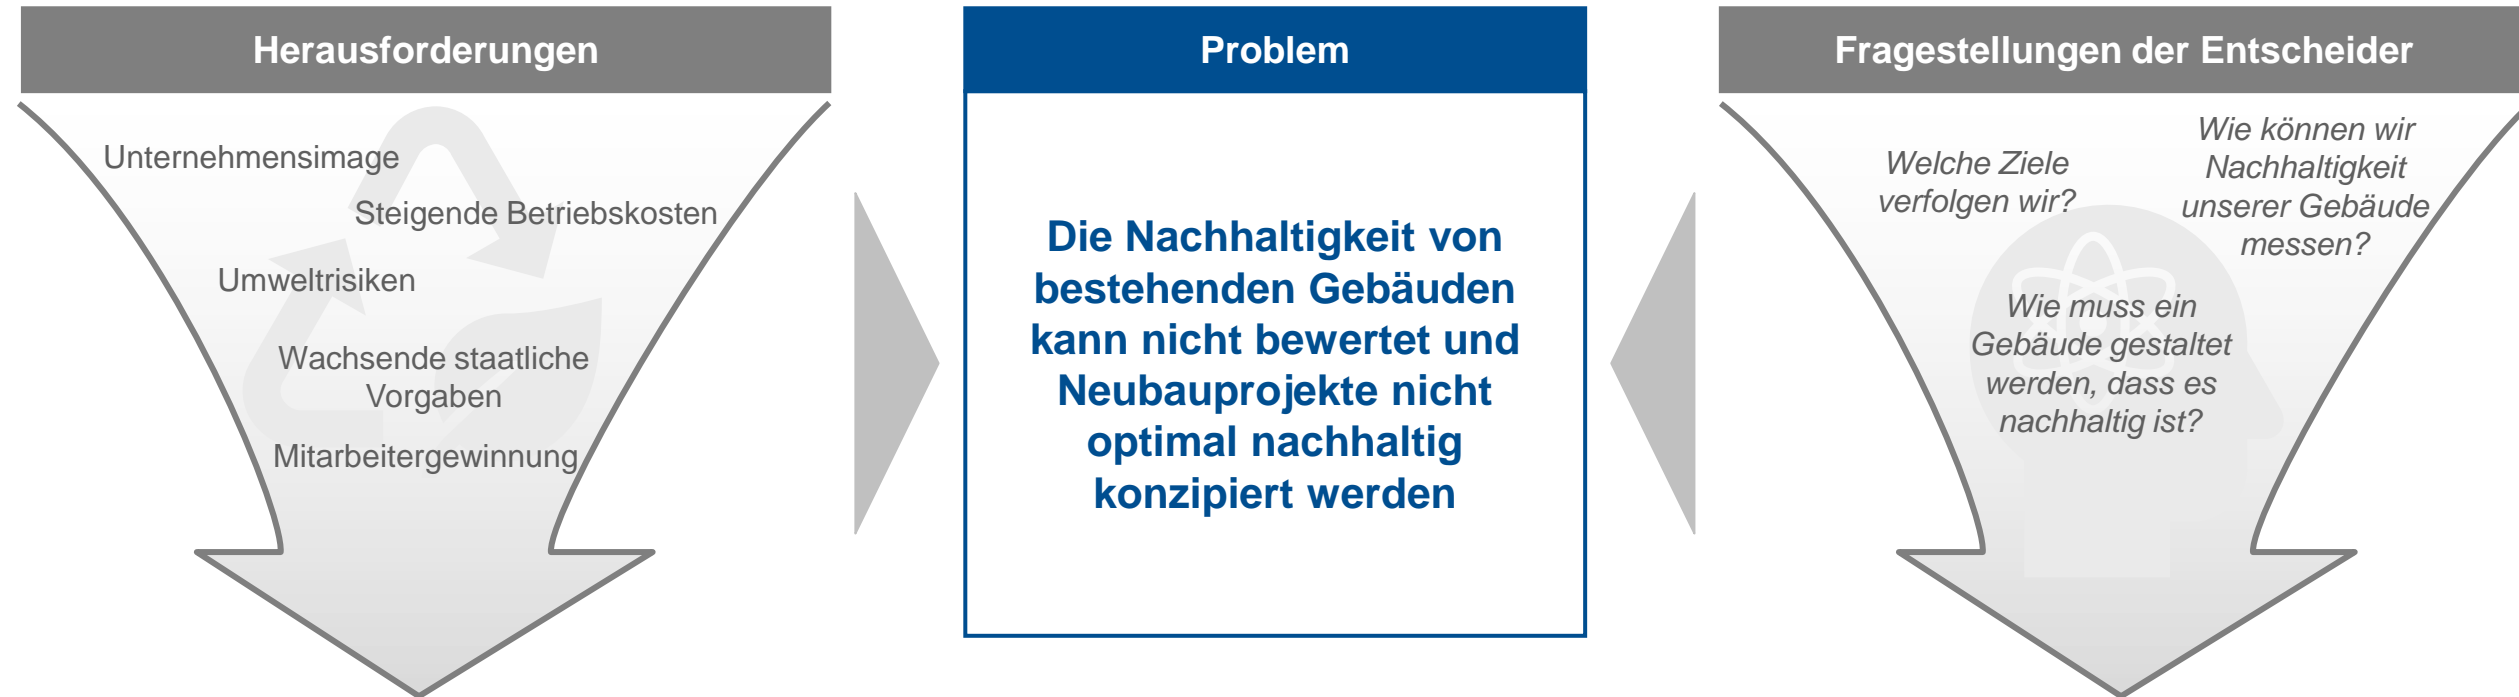 Herausforderungen
Unternehmensimage
Steigende Betriebskosten
Umweltrisiken
Wachsende staatliche
Vorgaben
Mitarbeitergewinnung
Problem
Die Nachhaltigkeit von
bestehenden Gebäuden
kann nicht bewertet und
Neubauprojekte nicht
optimal nachhaltig
konzipiert werden
Fragestellungen der Entscheider
Welche Ziele
verfolgen wir?
Wie können wir
Nachhaltigkeit
unserer Gebäude
messen?
Wie muss ein
Gebäude gestaltet
werden, dass es
nachhaltig ist?